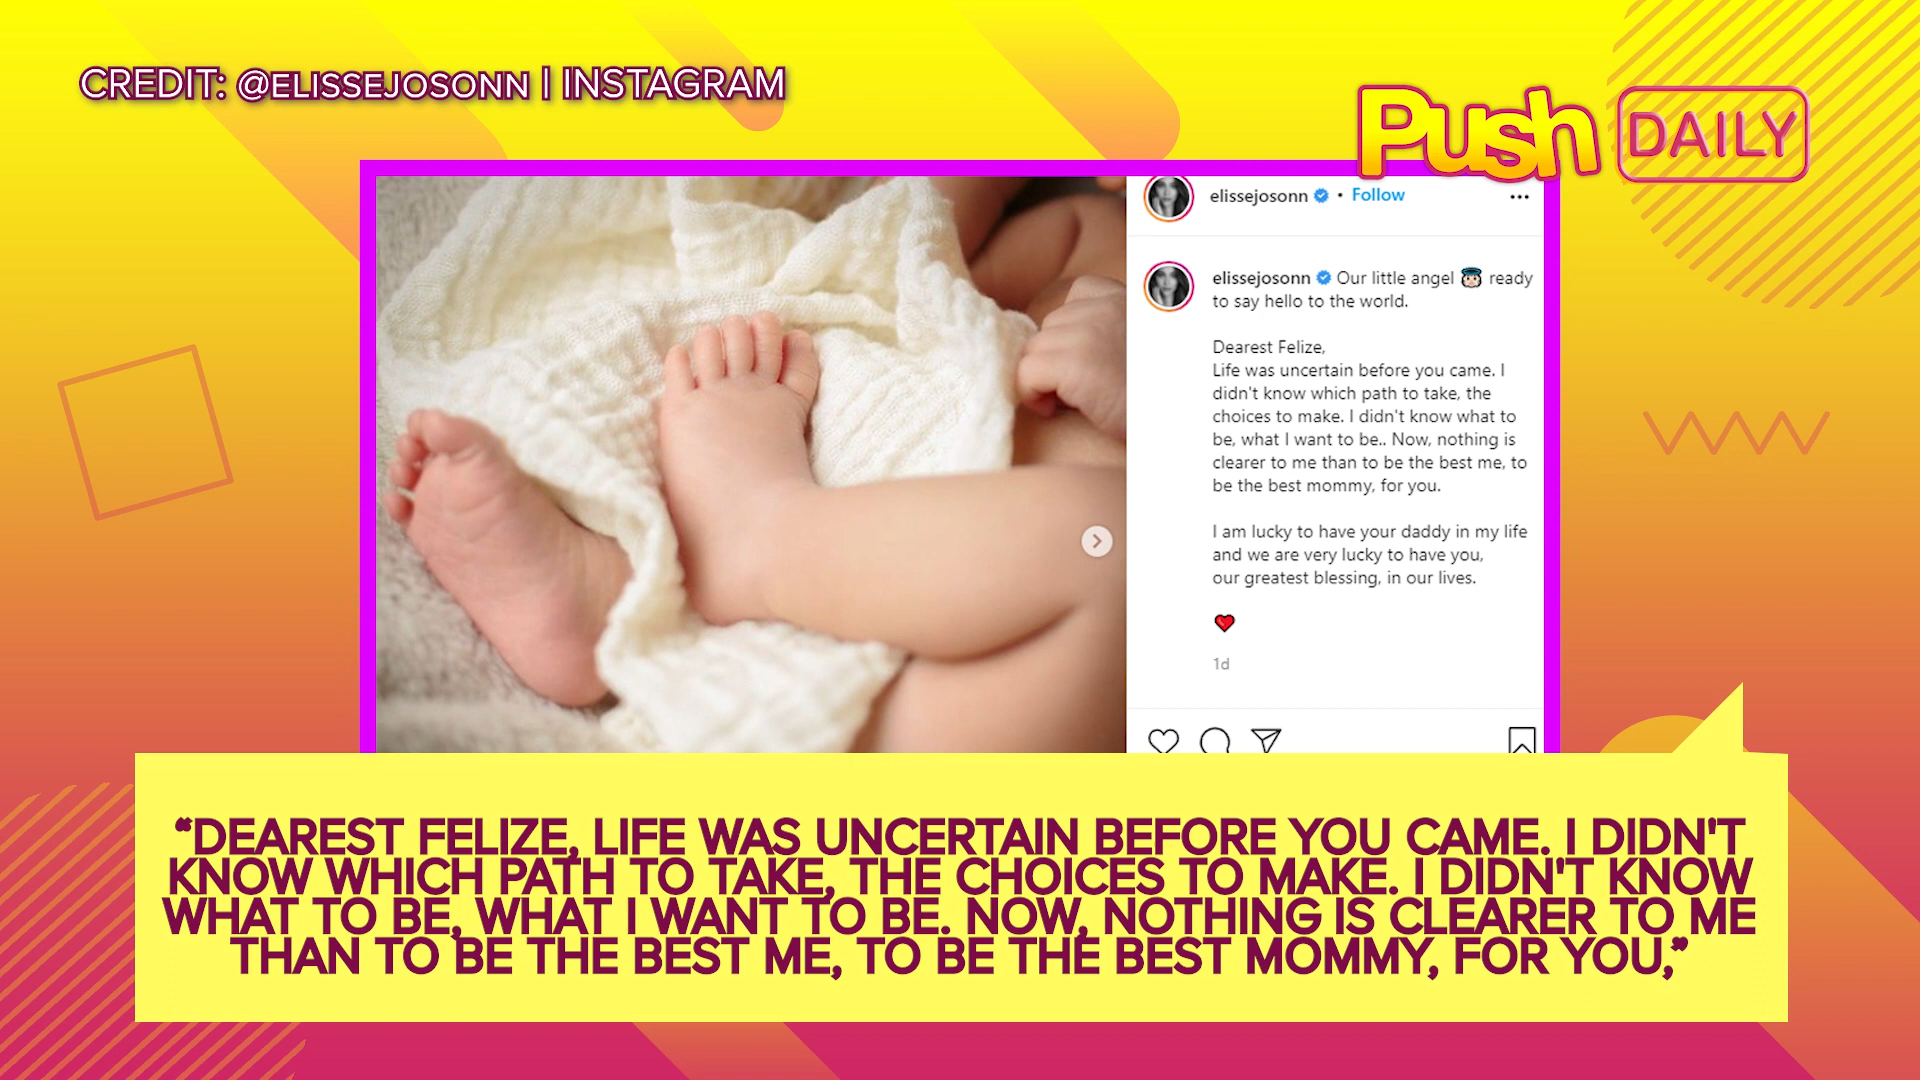 CREDIT: @ELISSEJOSONN | INSTAGRAM
Push DAILY
elissejosonn • Follow
elissejosonn Our little angel 👼🏻 ready
to say hello to the world.
Dearest Felize,
Life was uncertain before you came. I
didn't know which path to take, the
choices to make. I didn't know what to
be, what I want to be.. Now, nothing is
clearer to me than to be the best me, to
be the best mommy, for you.
I am lucky to have your daddy in my life
and we are very lucky to have you,
our greatest blessing, in our lives.
❤️
1d
“DEAREST FELIZE, LIFE WAS UNCERTAIN BEFORE YOU CAME. I DIDN'T
KNOW WHICH PATH TO TAKE, THE CHOICES TO MAKE. I DIDN'T KNOW
WHAT TO BE, WHAT I WANT TO BE. NOW, NOTHING IS CLEARER TO ME
THAN TO BE THE BEST ME, TO BE THE BEST MOMMY, FOR YOU,”